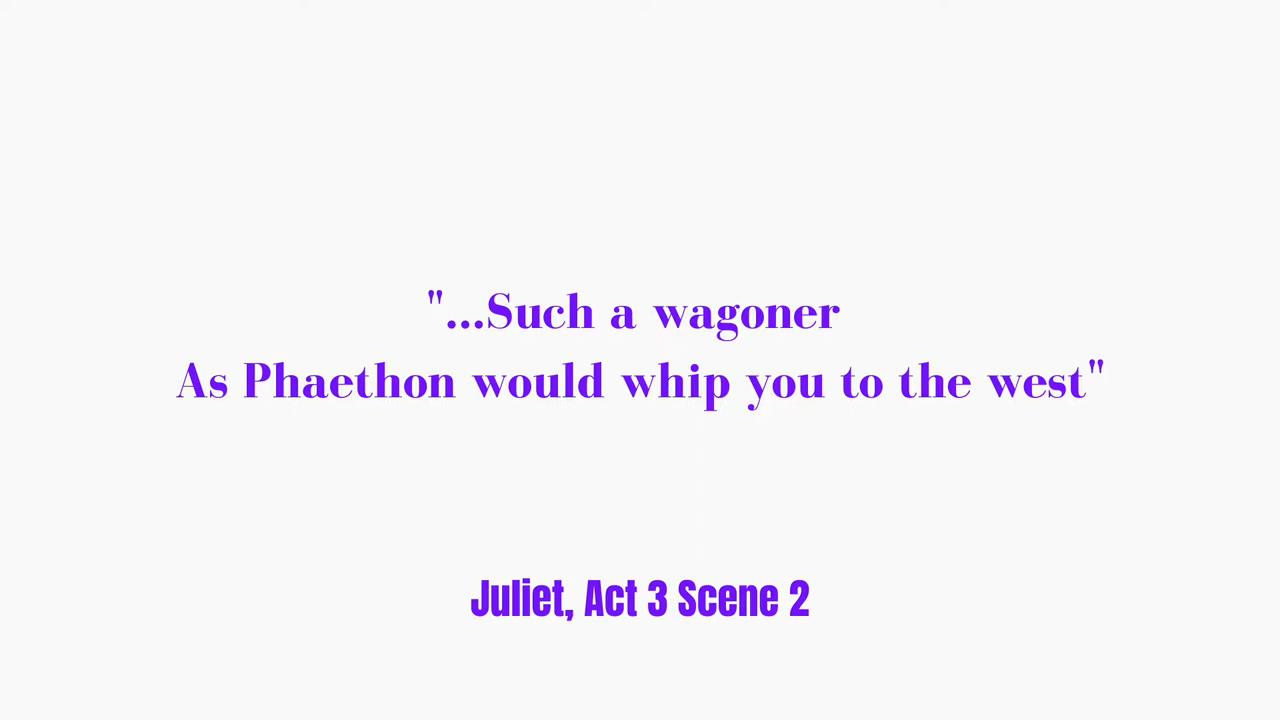 "...Such a wagoner
As Phaethon would whip you to the west"
Juliet, Act 3 Scene 2